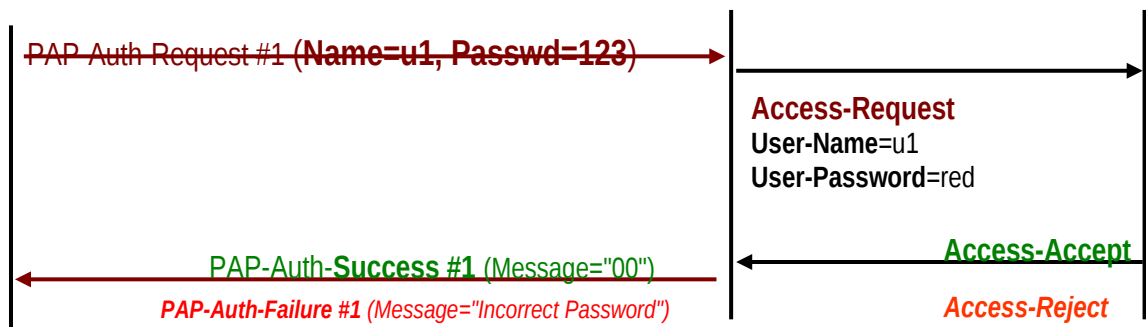 PAP-Auth-Request #1 (Name=u1, Passwd=123)
Access-Request
User-Name=u1
User-Password=red
Access-Accept
PAP-Auth-Success #1 (Message="00")
Access-Reject
PAP-Auth-Failure #1 (Message="Incorrect Password")